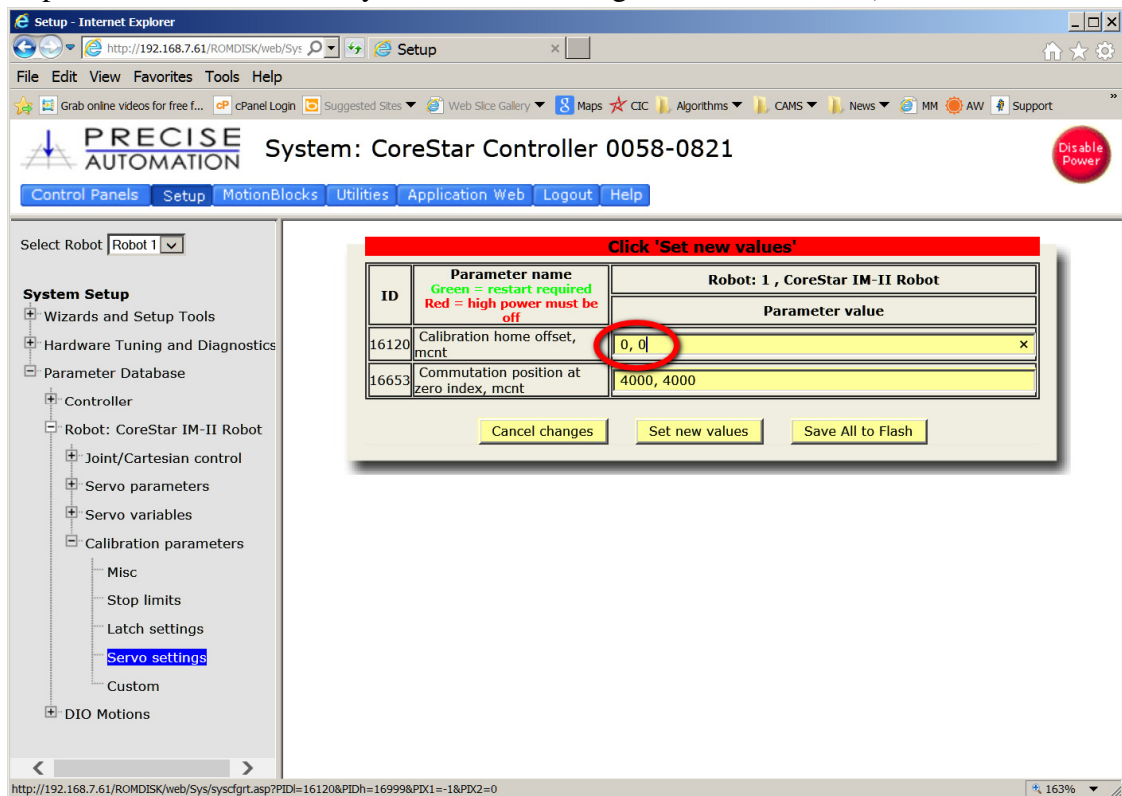 Setup - Internet Explorer
http://192.168.7.61/ROMDISK/web/Sys
Setup
File Edit View Favorites Tools Help
Grab online videos for free f... cPanel Login Suggested Sites Web Slice Gallery Maps CIC Algorithms CAMS News MM AW Support
PRECISE
AUTOMATION
System: CoreStar Controller 0058-0821
Disable
Power
Control Panels Setup MotionBlocks Utilities Application Web Logout Help
Select Robot Robot 1
System Setup
Wizards and Setup Tools
Hardware Tuning and Diagnostics
Parameter Database
Controller
Robot: CoreStar IM-II Robot
Joint/Cartesian control
Servo parameters
Servo variables
Calibration parameters
Misc
Stop limits
Latch settings
Servo settings
Custom
DIO Motions
Click 'Set new values'
ID
Parameter name
Green = restart required
Red = high power must be
off
Robot: 1 , CoreStar IM-II Robot
Parameter value
16120 Calibration home offset,
mcnt
0, 0
16653 Commutation position at
zero index, mcnt
4000, 4000
Cancel changes Set new values Save All to Flash
http://192.168.7.61/ROMDISK/web/Sys/syscfgrt.asp?PIDl=16120&PIDh=16999&PIX1=-1&PIX2=0
163%